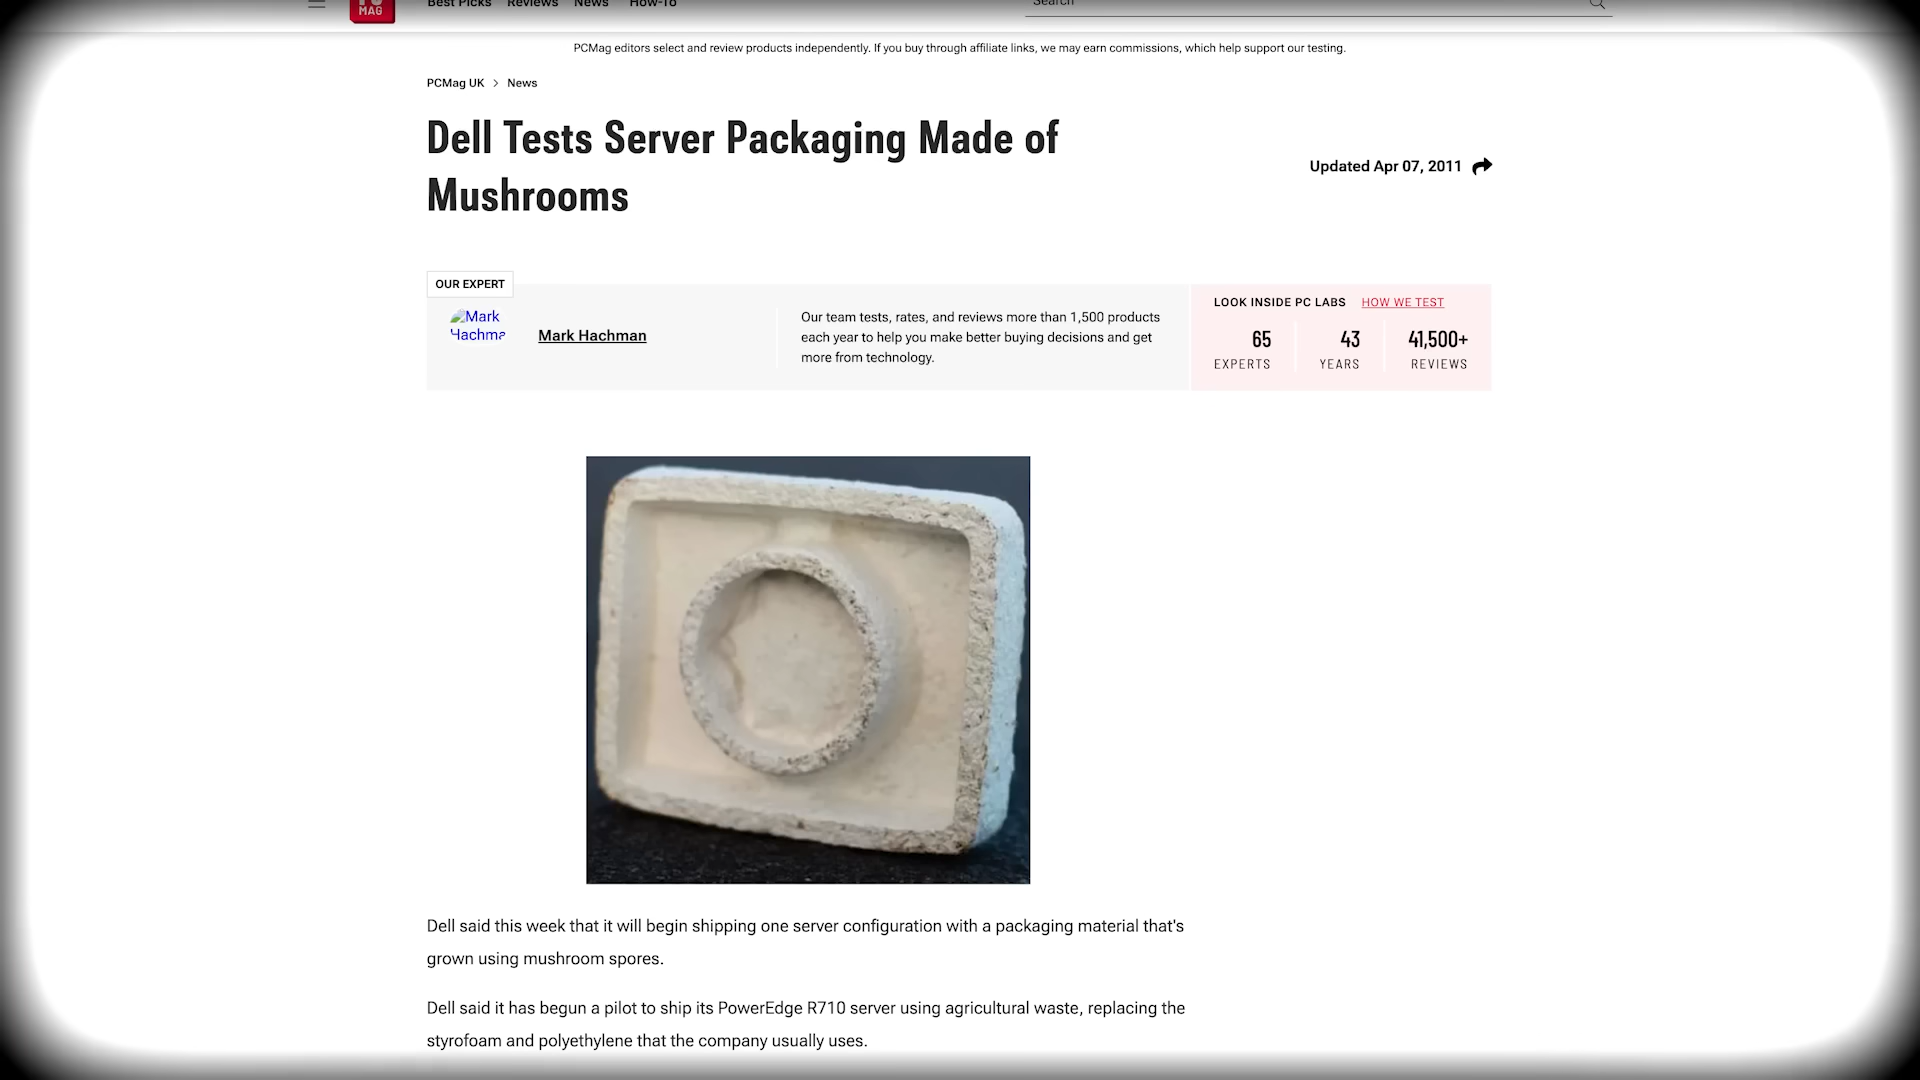 Best Picks Reviews News How-To
Search
MAG
PCMag editors select and review products independently. If you buy through affiliate links, we may earn commissions, which help support our testing.
PCMag UK > News
Dell Tests Server Packaging Made of
Mushrooms
Updated Apr 07, 2011
OUR EXPERT
Mark
Hachma
Mark Hachman
Our team tests, rates, and reviews more than 1,500 products
each year to help you make better buying decisions and get
more from technology.
LOOK INSIDE PC LABS HOW WE TEST
65 43 41,500+
EXPERTS YEARS REVIEWS
Dell said this week that it will begin shipping one server configuration with a packaging material that's
grown using mushroom spores.
Dell said it has begun a pilot to ship its PowerEdge R710 server using agricultural waste, replacing the
styrofoam and polyethylene that the company usually uses.